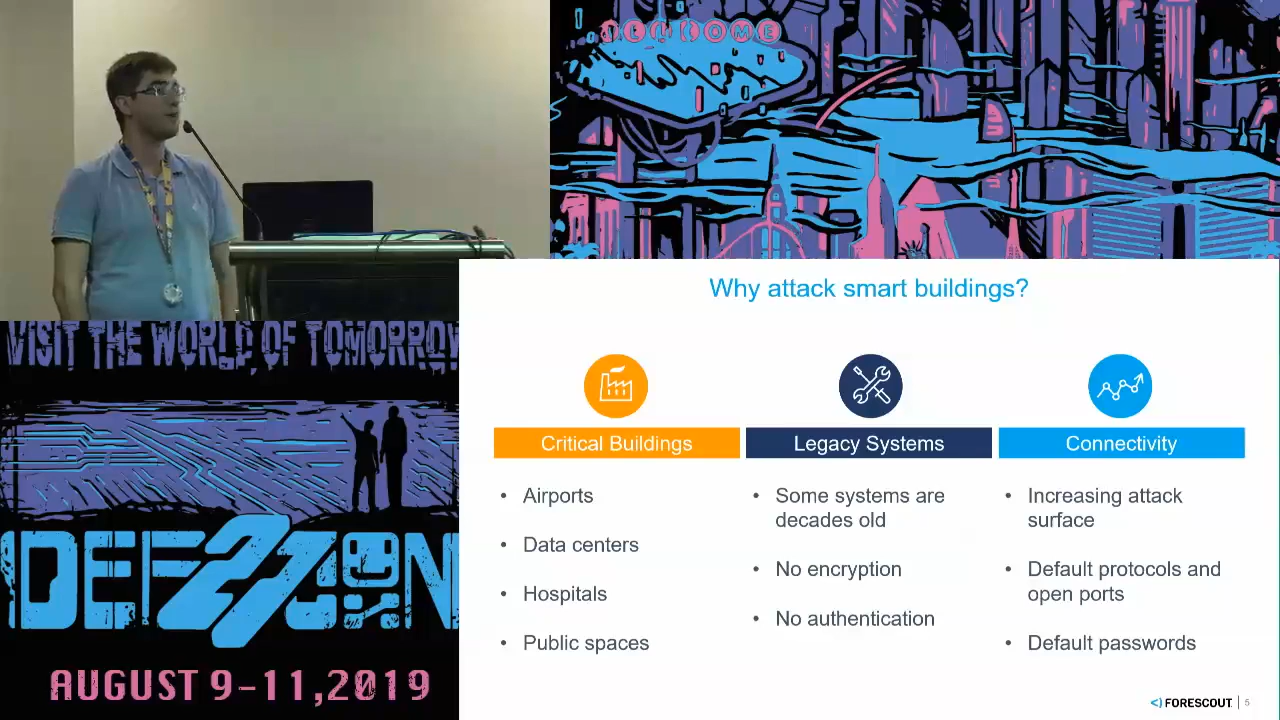 WELCOME
VISIT THE WORLD OF TOMORROW
DEF27CON
AUGUST 9-11,2019
Why attack smart buildings?
Critical Buildings
• Airports
• Data centers
• Hospitals
• Public spaces
Legacy Systems
• Some systems are
decades old
• No encryption
• No authentication
Connectivity
• Increasing attack
surface
• Default protocols and
open ports
• Default passwords
<) FORESCOUT | 5